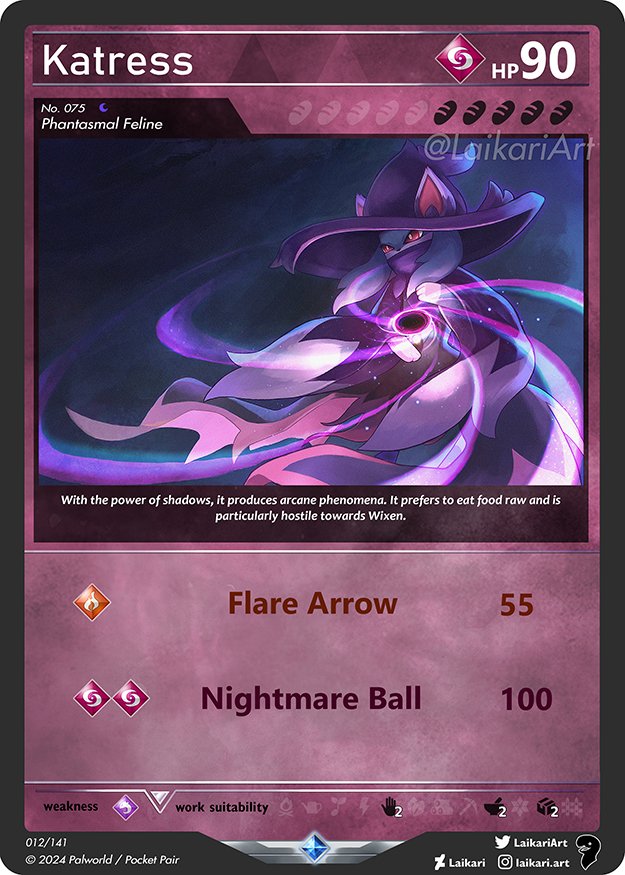 Katress
HP 90
No. 075
Phantasmal Feline
@LaikariArt
With the power of shadows, it produces arcane phenomena. It prefers to eat food raw and is
particularly hostile towards Wixen.
Flare Arrow 55
Nightmare Ball 100
weakness work suitability 2 2 2
012/141 LaikariArt
© 2024 Palworld / Pocket Pair Laikari laikari.art